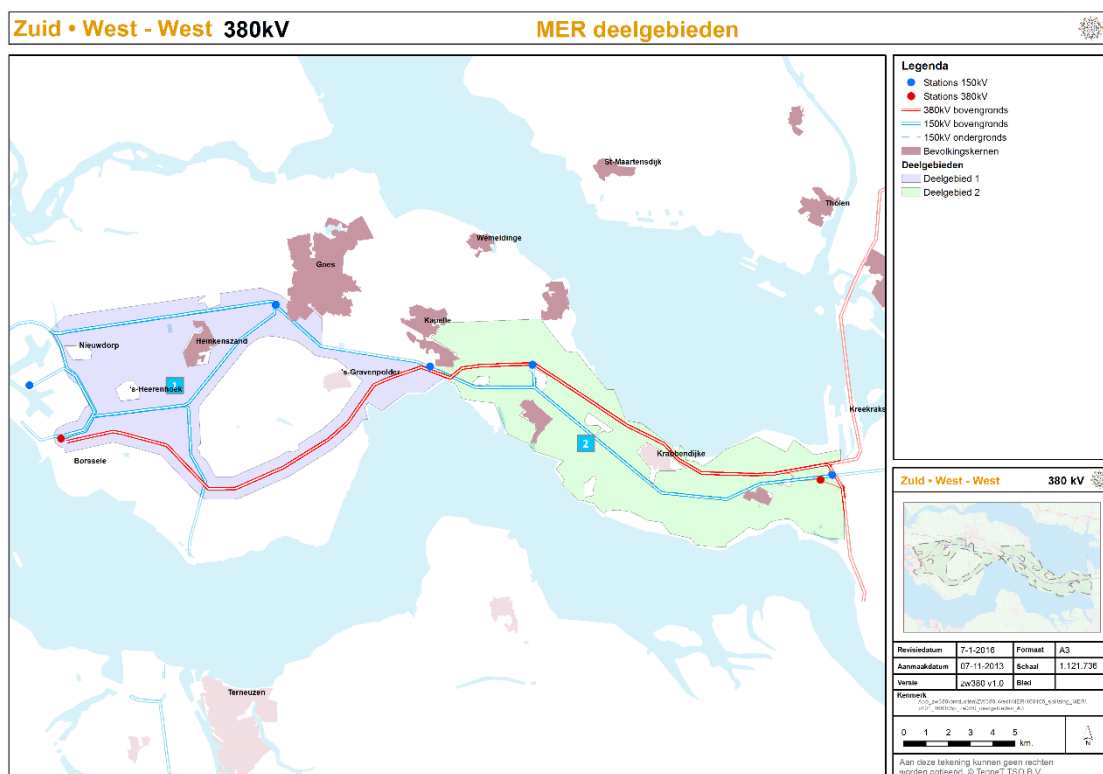 Zuid • West - West 380kV
MER deelgebieden
Legenda
Stations 150kV
Stations 380kV
380kV bovengronds
150kV bovengronds
150kV ondergronds
Bevolkingskernen
Deelgebieden
Deelgebied 1
Deelgebied 2
St-Maartensdijk
Tholen
Wemeldinge
Goes
Kapelle
Nieuwdorp
Heinkenszand
's-Gravenpolder
's-Heerenhoek
1
Kreekraks
2
Krabbendijke
Borssele
Terneuzen
Zuid • West - West 380 kV
Revisiedatum 7-1-2016 Formaat A3
Aanmaakdatum 07-11-2013 Schaal 1.121.736
Versie zw380 v1.0 Blad
Kenmerk
0 1 2 3 4 5
km.
N
Aan deze tekening kunnen geen rechten
worden ontleend. © TenneT TSO B.V.